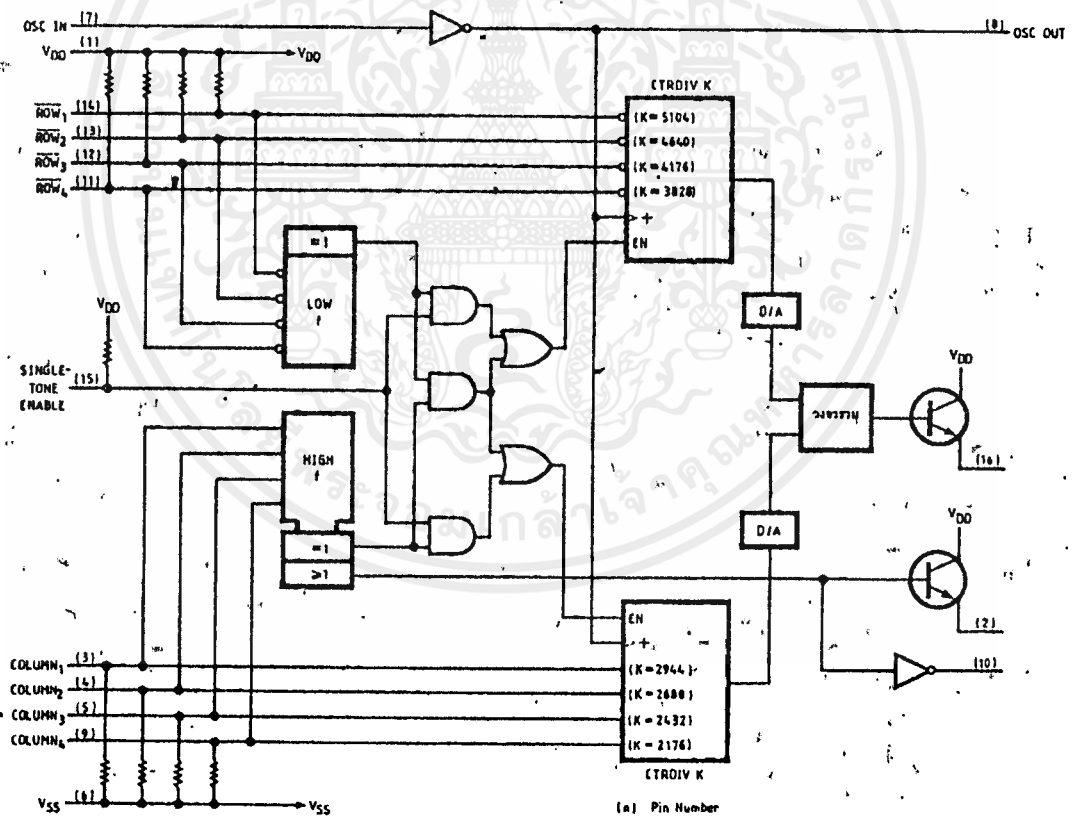 OSC IN (7)
(8) OSC OUT
VDD (1)
VDD
CTRDIV K
ROW1 (14)
(K=5104)
ROW2 (13)
(K=4640)
ROW3 (12)
(K=4176)
ROW4 (11)
(K=3828)
+
=1
EN
LOW
f
VDD
D/A
SINGLE-
TONE
ENABLE
(15)
VDD
(16)
HIGH
f
D/A
VDD
=1
≥1
(2)
EN
+
(10)
COLUMN1 (3)
(K=2944)
COLUMN2 (4)
(K=2688)
COLUMN3 (5)
(K=2432)
COLUMN4 (9)
(K=2176)
CTRDIV K
VSS (6)
VSS
(n) Pin Number